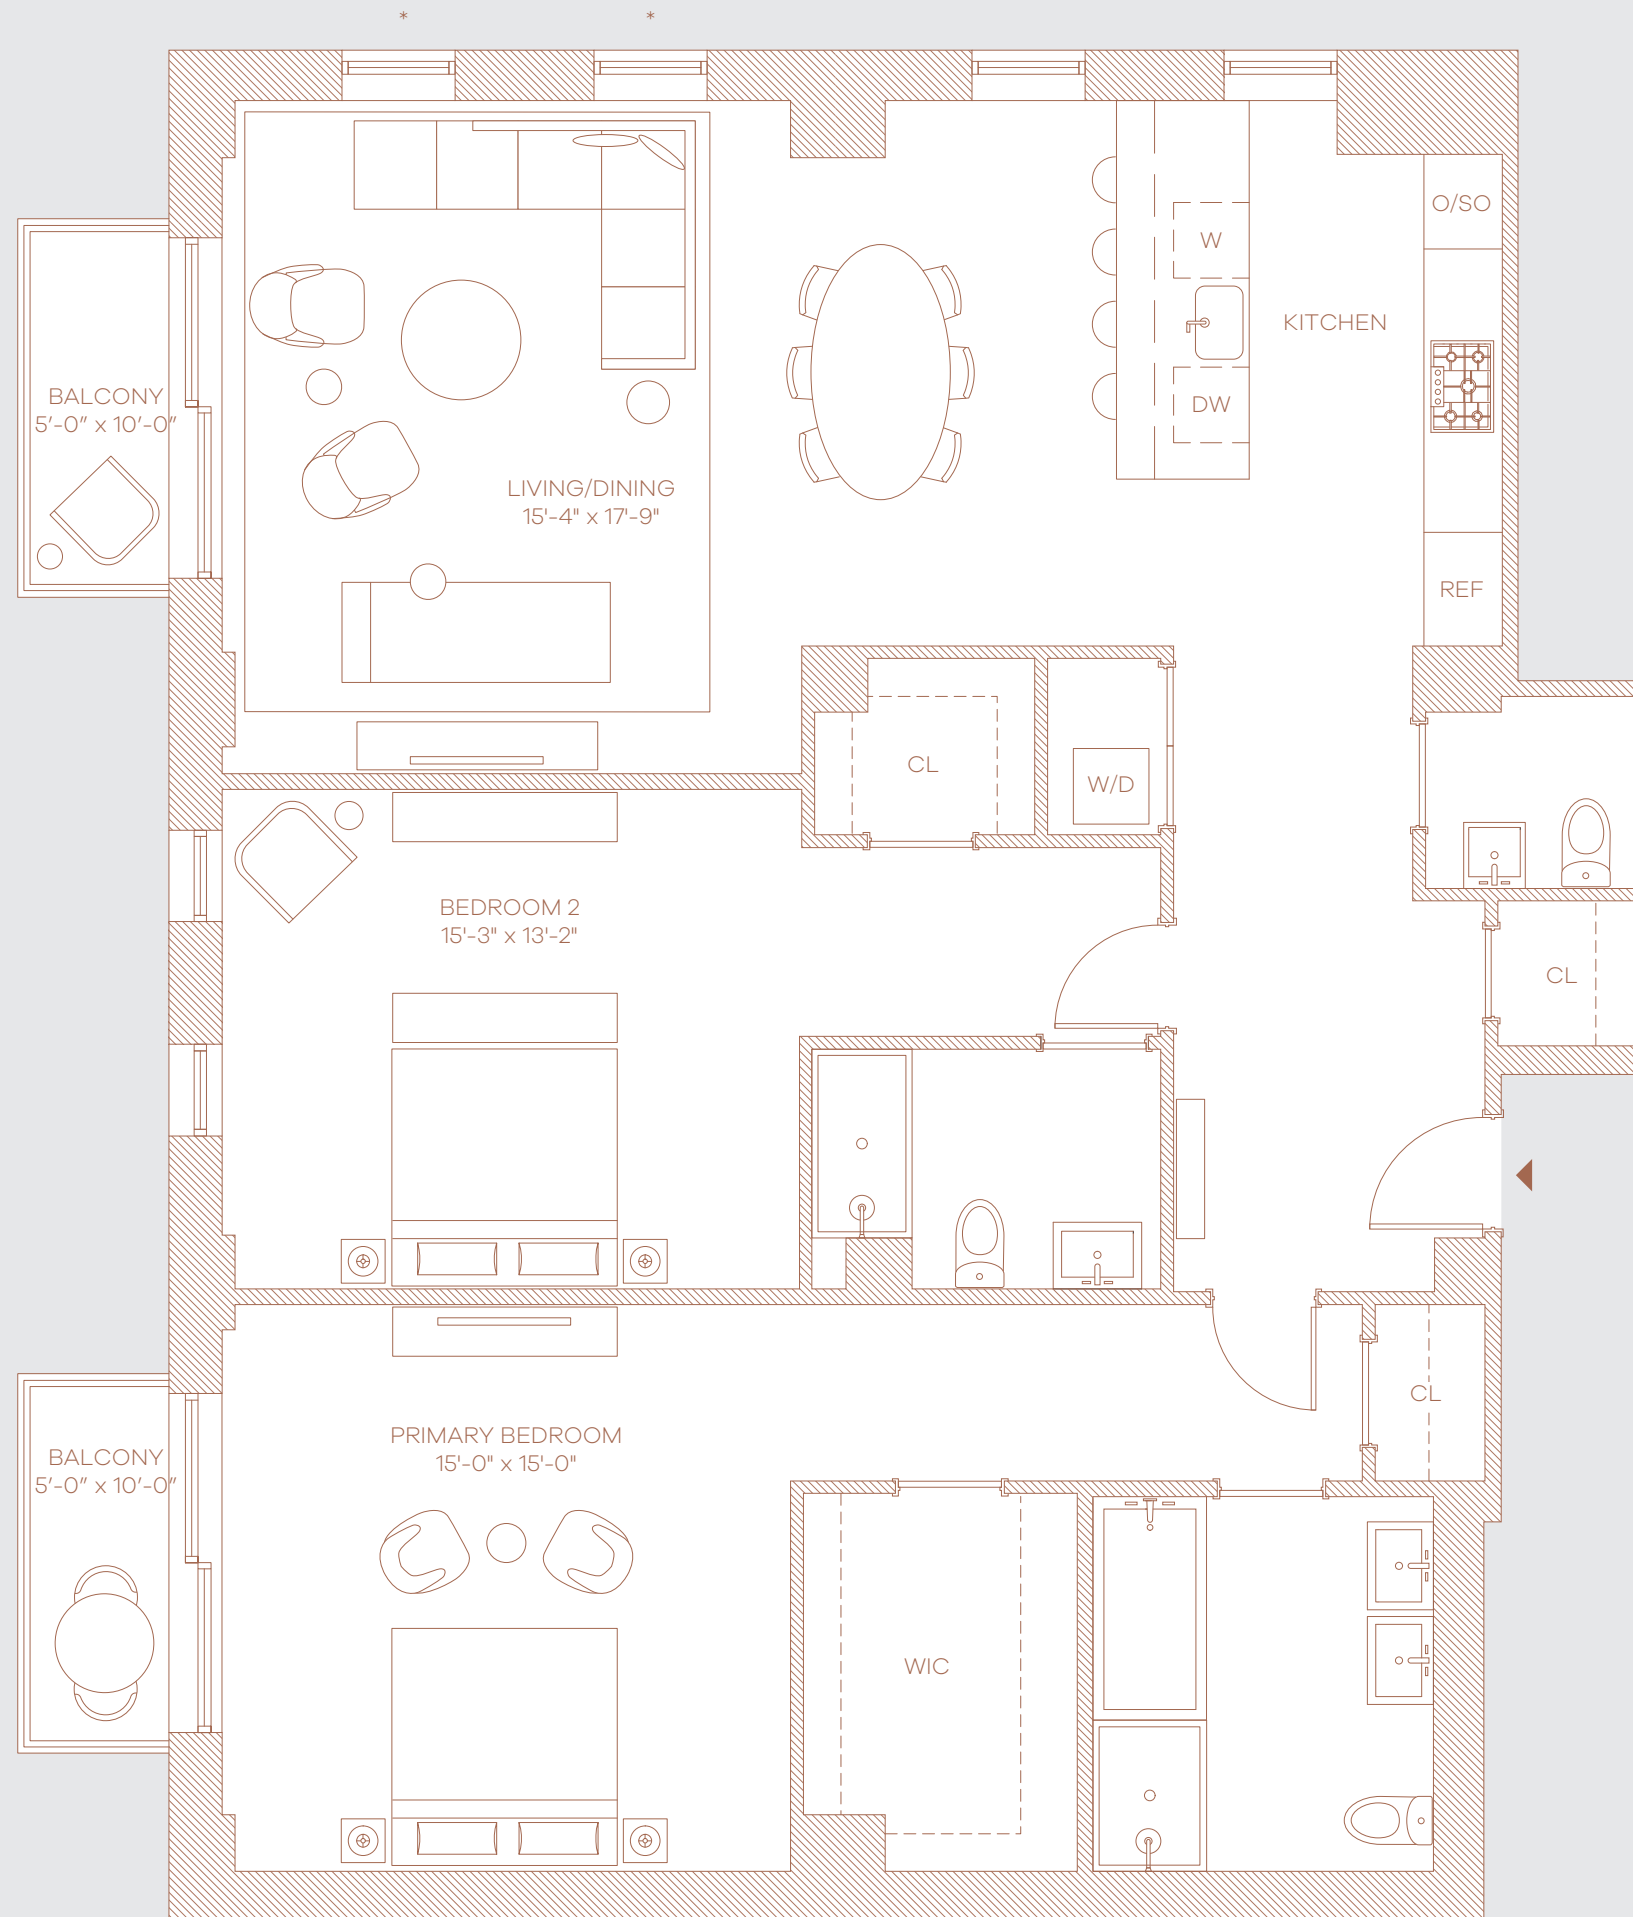 *
*
O/SO
W
KITCHEN
BALCONY
5’-0” x 10’-0”
DW
LIVING/DINING
15'-4" x 17'-9"
REF
CL
W/D
BEDROOM 2
15'-3" x 13'-2"
CL
CL
PRIMARY BEDROOM
15'-0" x 15'-0"
BALCONY
5’-0” x 10’-0”
WIC